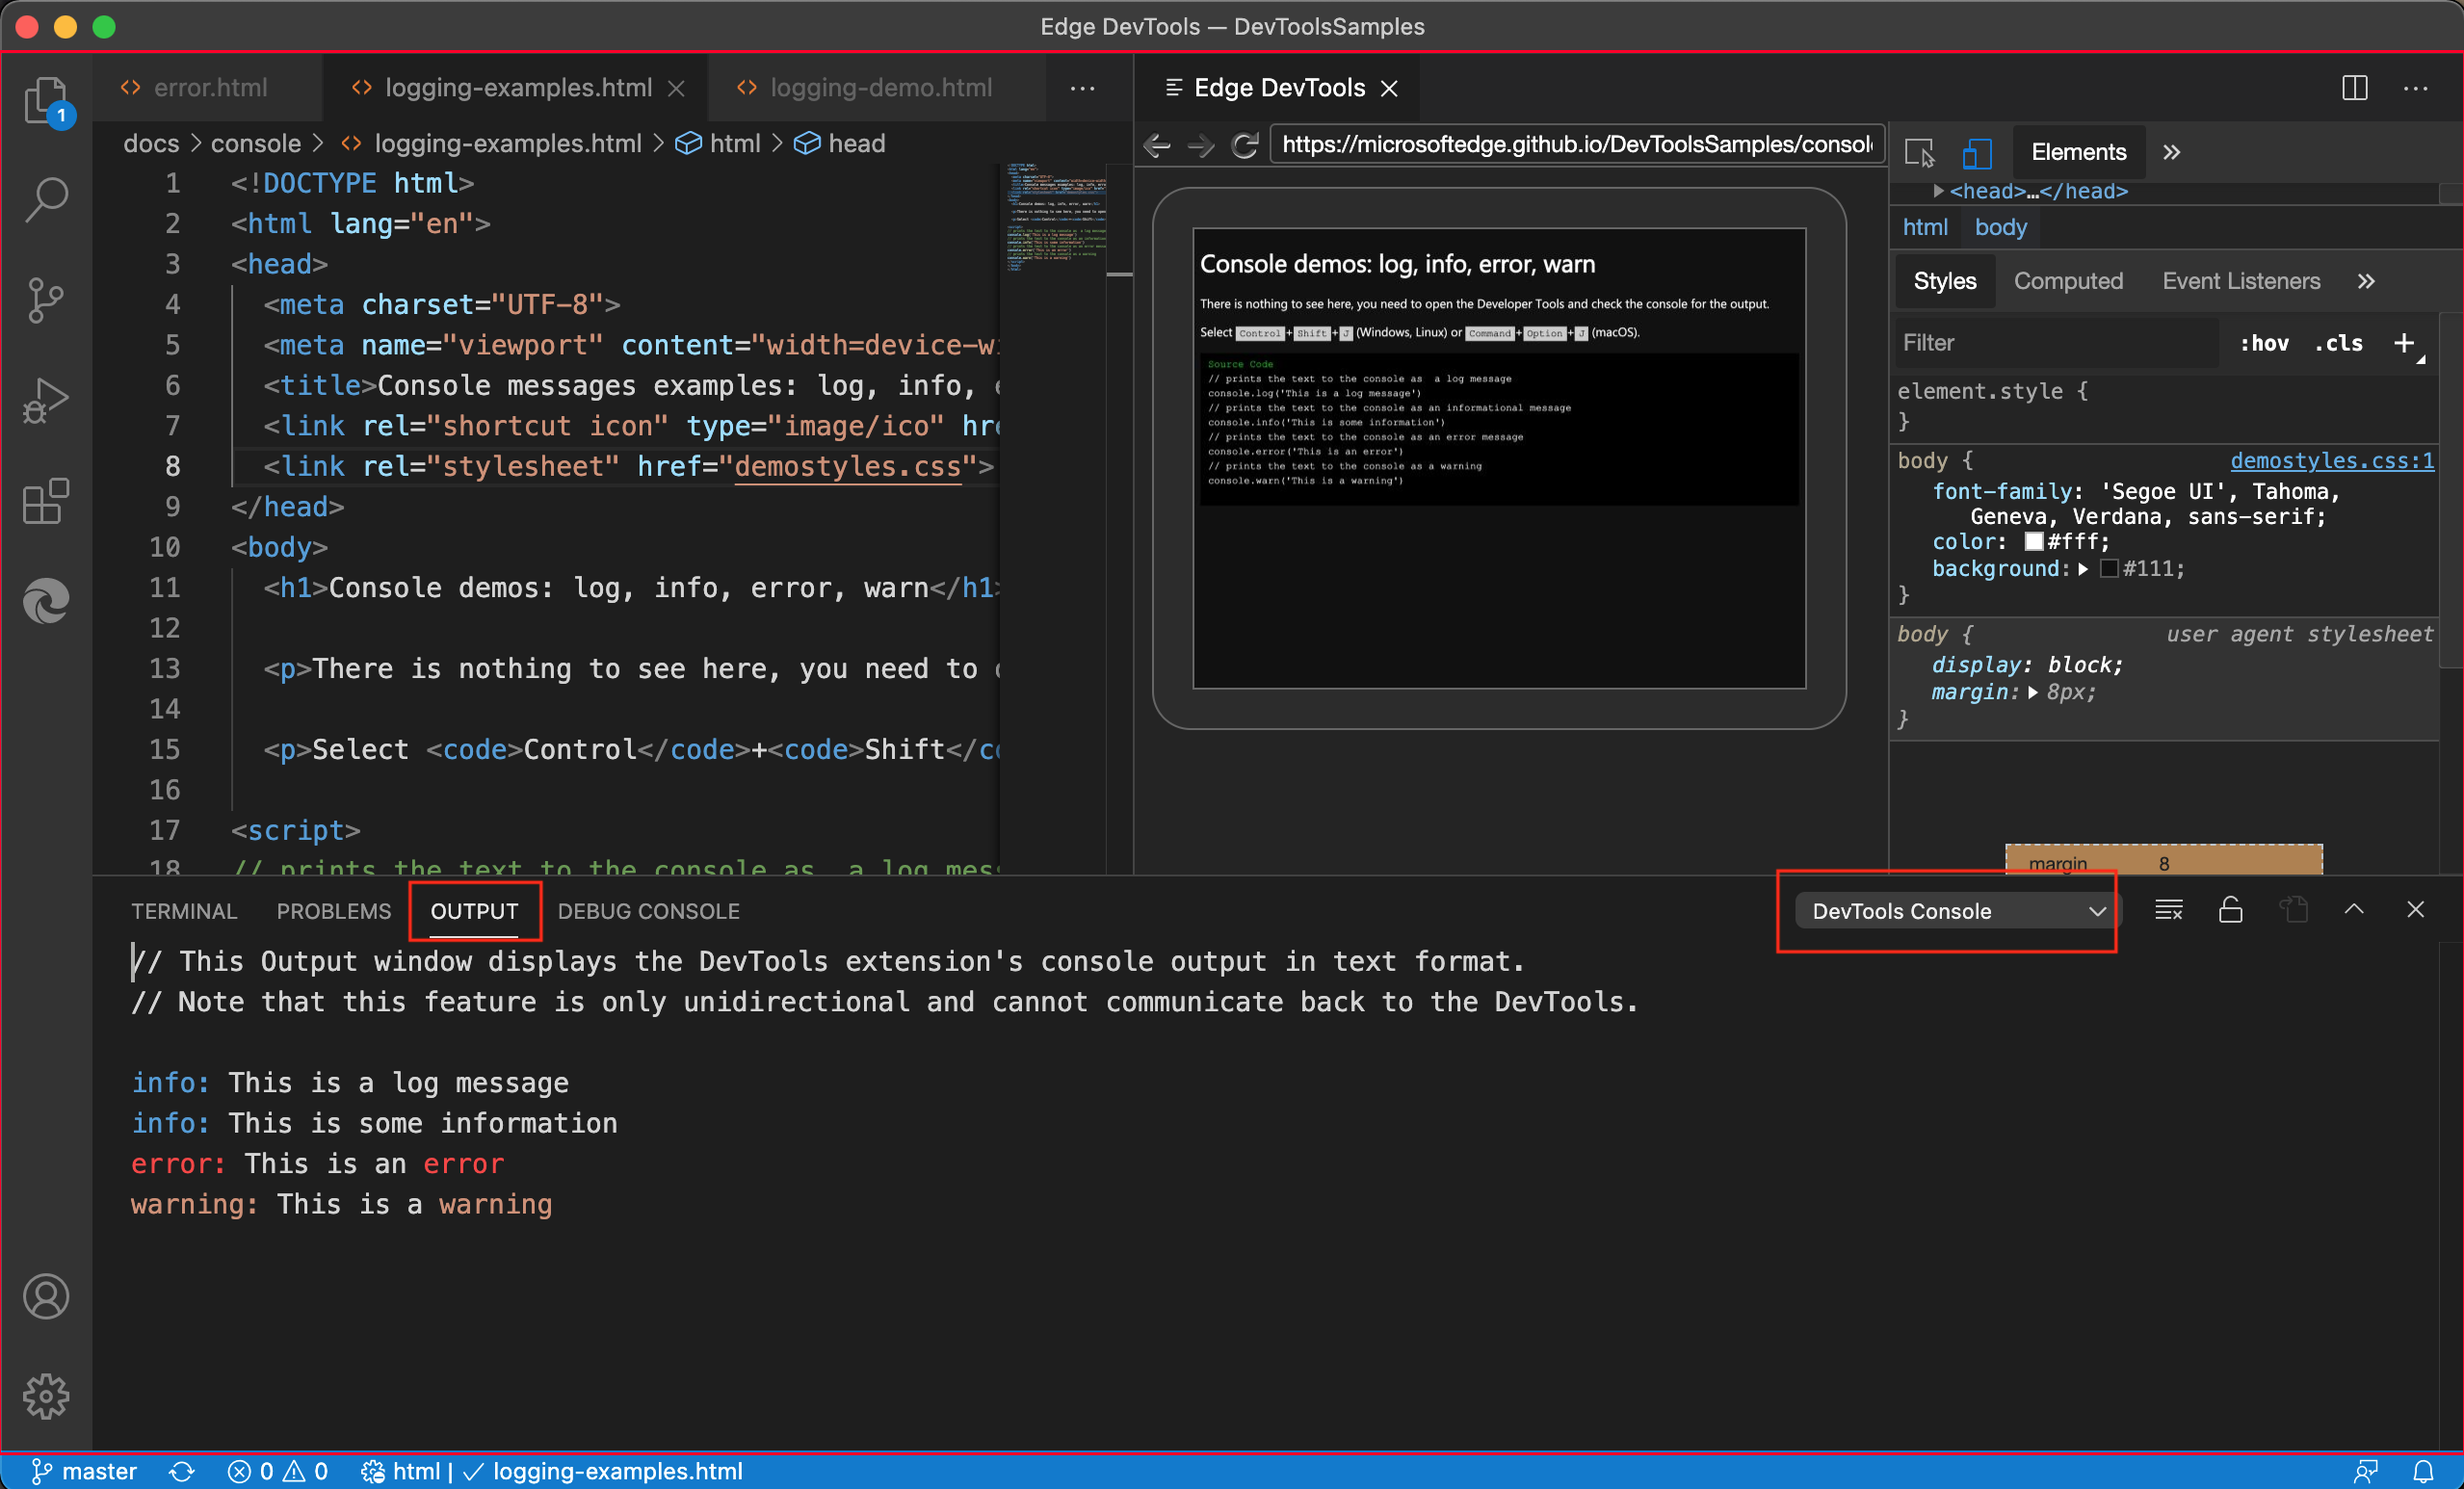 Edge DevTools — DevToolsSamples
error.html
logging-examples.html
logging-demo.html
Edge DevTools
1
docs > console > logging-examples.html > html > head
https://microsoftedge.github.io/DevToolsSamples/consol
Elements
1 <!DOCTYPE html>
2 <html lang="en">
3 <head>
4 <meta charset="UTF-8">
5 <meta name="viewport" content="width=device-wi
6 <title>Console messages examples: log, info, e
7 <link rel="shortcut icon" type="image/ico" hre
8 <link rel="stylesheet" href="demostyles.css">
9 </head>
10 <body>
11 <h1>Console demos: log, info, error, warn</h1>
12
13 <p>There is nothing to see here, you need to o
14
15 <p>Select <code>Control</code>+<code>Shift</co
16
17 <script>
18 // prints the text to the console as  a log mess
Console demos: log, info, error, warn
There is nothing to see here, you need to open the Developer Tools and check the console for the output.
Select Control+Shift+J (Windows, Linux) or Command+Option+J (macOS).
Source Code
// prints the text to the console as  a log message
console.log('This is a log message')
// prints the text to the console as an informational message
console.info('This is some information')
// prints the text to the console as an error message
console.error('This is an error')
// prints the text to the console as a warning
console.warn('This is a warning')
<head>…</head>
html body
Styles Computed Event Listeners
Filter :hov .cls +
element.style {
}
body { demostyles.css:1
font-family: 'Segoe UI', Tahoma,
Geneva, Verdana, sans-serif;
color: #fff;
background: #111;
}
body { user agent stylesheet
display: block;
margin: 8px;
}
margin 8
TERMINAL PROBLEMS OUTPUT DEBUG CONSOLE
DevTools Console
// This Output window displays the DevTools extension's console output in text format.
// Note that this feature is only unidirectional and cannot communicate back to the DevTools.
info: This is a log message
info: This is some information
error: This is an error
warning: This is a warning
master 0 0 html | ✓ logging-examples.html